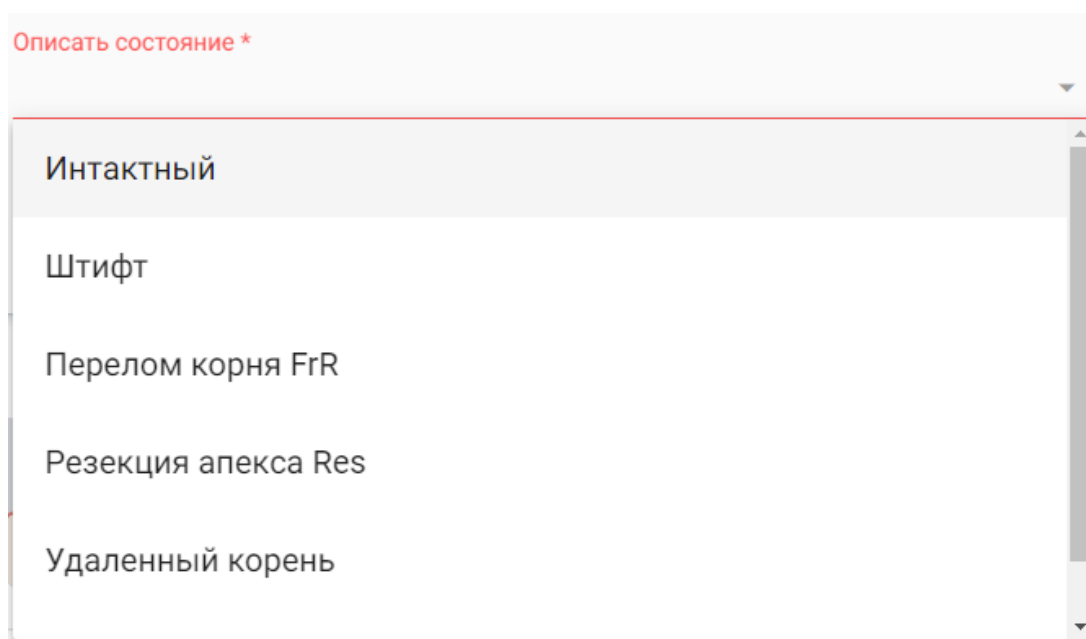 Описать состояние *
Интактный
Штифт
Перелом корня FrR
Резекция апекса Res
Удаленный корень